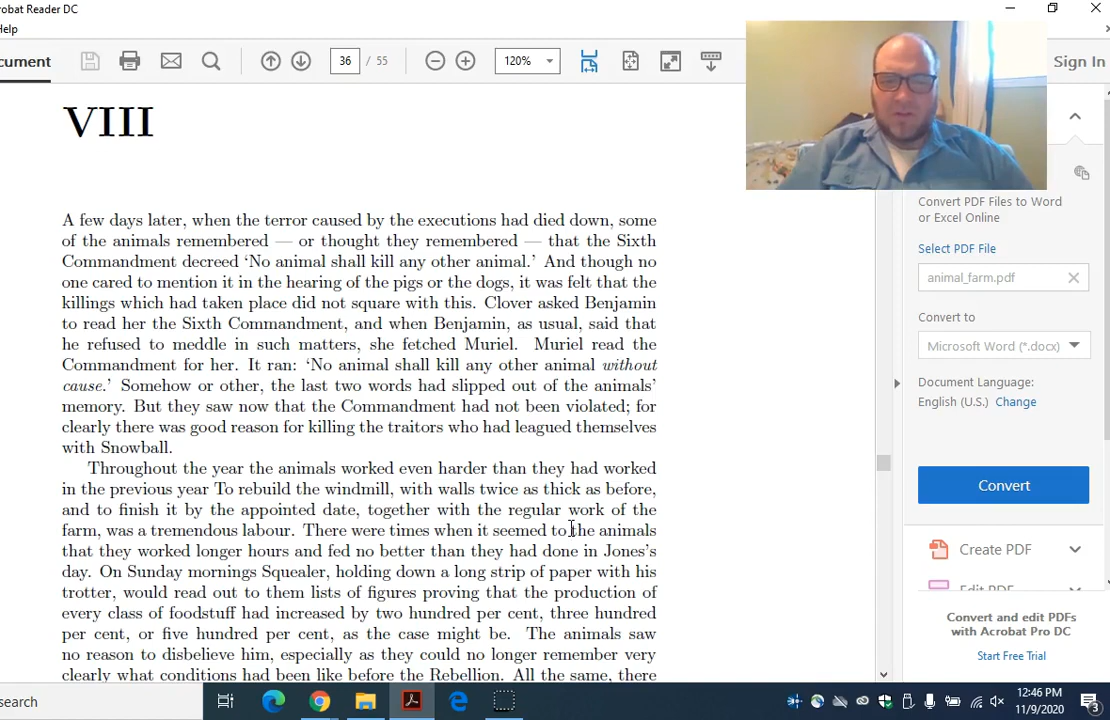 robat Reader DC
Help
cument
36 / 55
120%
Sign In
VIII
A few days later, when the terror caused by the executions had died down, some
of the animals remembered — or thought they remembered — that the Sixth
Commandment decreed ‘No animal shall kill any other animal.’ And though no
one cared to mention it in the hearing of the pigs or the dogs, it was felt that the
killings which had taken place did not square with this. Clover asked Benjamin
to read her the Sixth Commandment, and when Benjamin, as usual, said that
he refused to meddle in such matters, she fetched Muriel. Muriel read the
Commandment for her. It ran: ‘No animal shall kill any other animal without
cause.’ Somehow or other, the last two words had slipped out of the animals’
memory. But they saw now that the Commandment had not been violated; for
clearly there was good reason for killing the traitors who had leagued themselves
with Snowball.
Throughout the year the animals worked even harder than they had worked
in the previous year To rebuild the windmill, with walls twice as thick as before,
and to finish it by the appointed date, together with the regular work of the
farm, was a tremendous labour. There were times when it seemed to the animals
that they worked longer hours and fed no better than they had done in Jones’s
day. On Sunday mornings Squealer, holding down a long strip of paper with his
trotter, would read out to them lists of figures proving that the production of
every class of foodstuff had increased by two hundred per cent, three hundred
per cent, or five hundred per cent, as the case might be. The animals saw
no reason to disbelieve him, especially as they could no longer remember very
clearly what conditions had been like before the Rebellion. All the same, there
Convert PDF Files to Word
or Excel Online
Select PDF File
animal_farm.pdf
Convert to
Microsoft Word (*.docx)
Document Language:
English (U.S.) Change
Convert
Create PDF
Edit PDF
Convert and edit PDFs
with Acrobat Pro DC
Start Free Trial
search
12:46 PM
11/9/2020
3